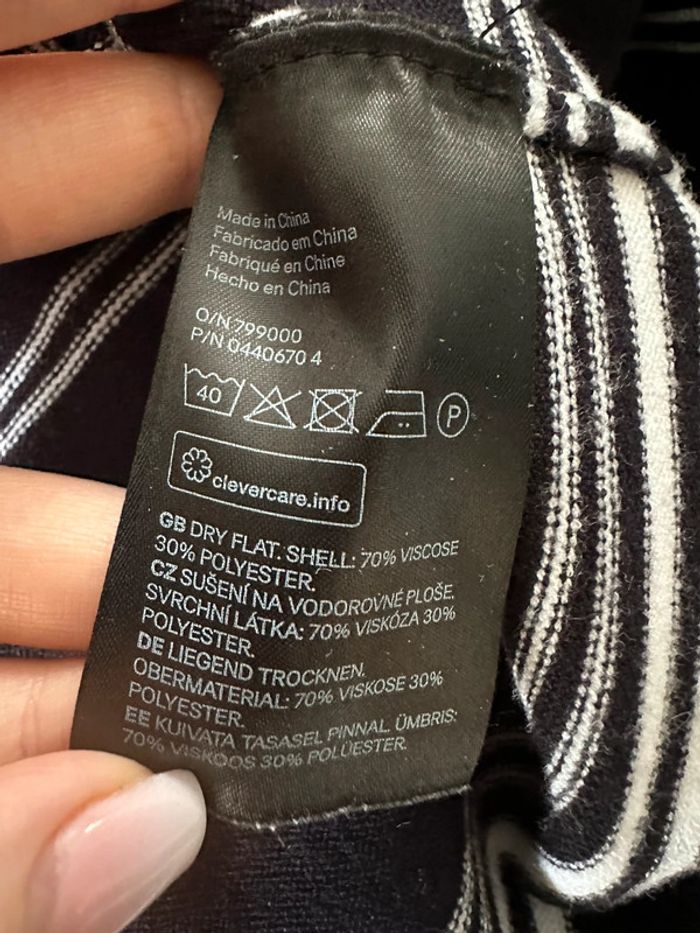 Made in China
Fabricado em China
Fabriqué en Chine
Hecho en China
O/N 799000
P/N 0440670 4
40
P
clevercare.info
GB DRY FLAT. SHELL: 70% VISCOSE
30% POLYESTER.
CZ SUŠENÍ NA VODOROVNÉ PLOŠE.
SVRCHNÍ LÁTKA: 70% VISKÓZA 30%
POLYESTER.
DE LIEGEND TROCKNEN.
OBERMATERIAL: 70% VISKOSE 30%
POLYESTER.
EE KUIVATA TASASEL PINNAL. ÜMBRIS:
70% VISKOOS 30% POLÜESTER.